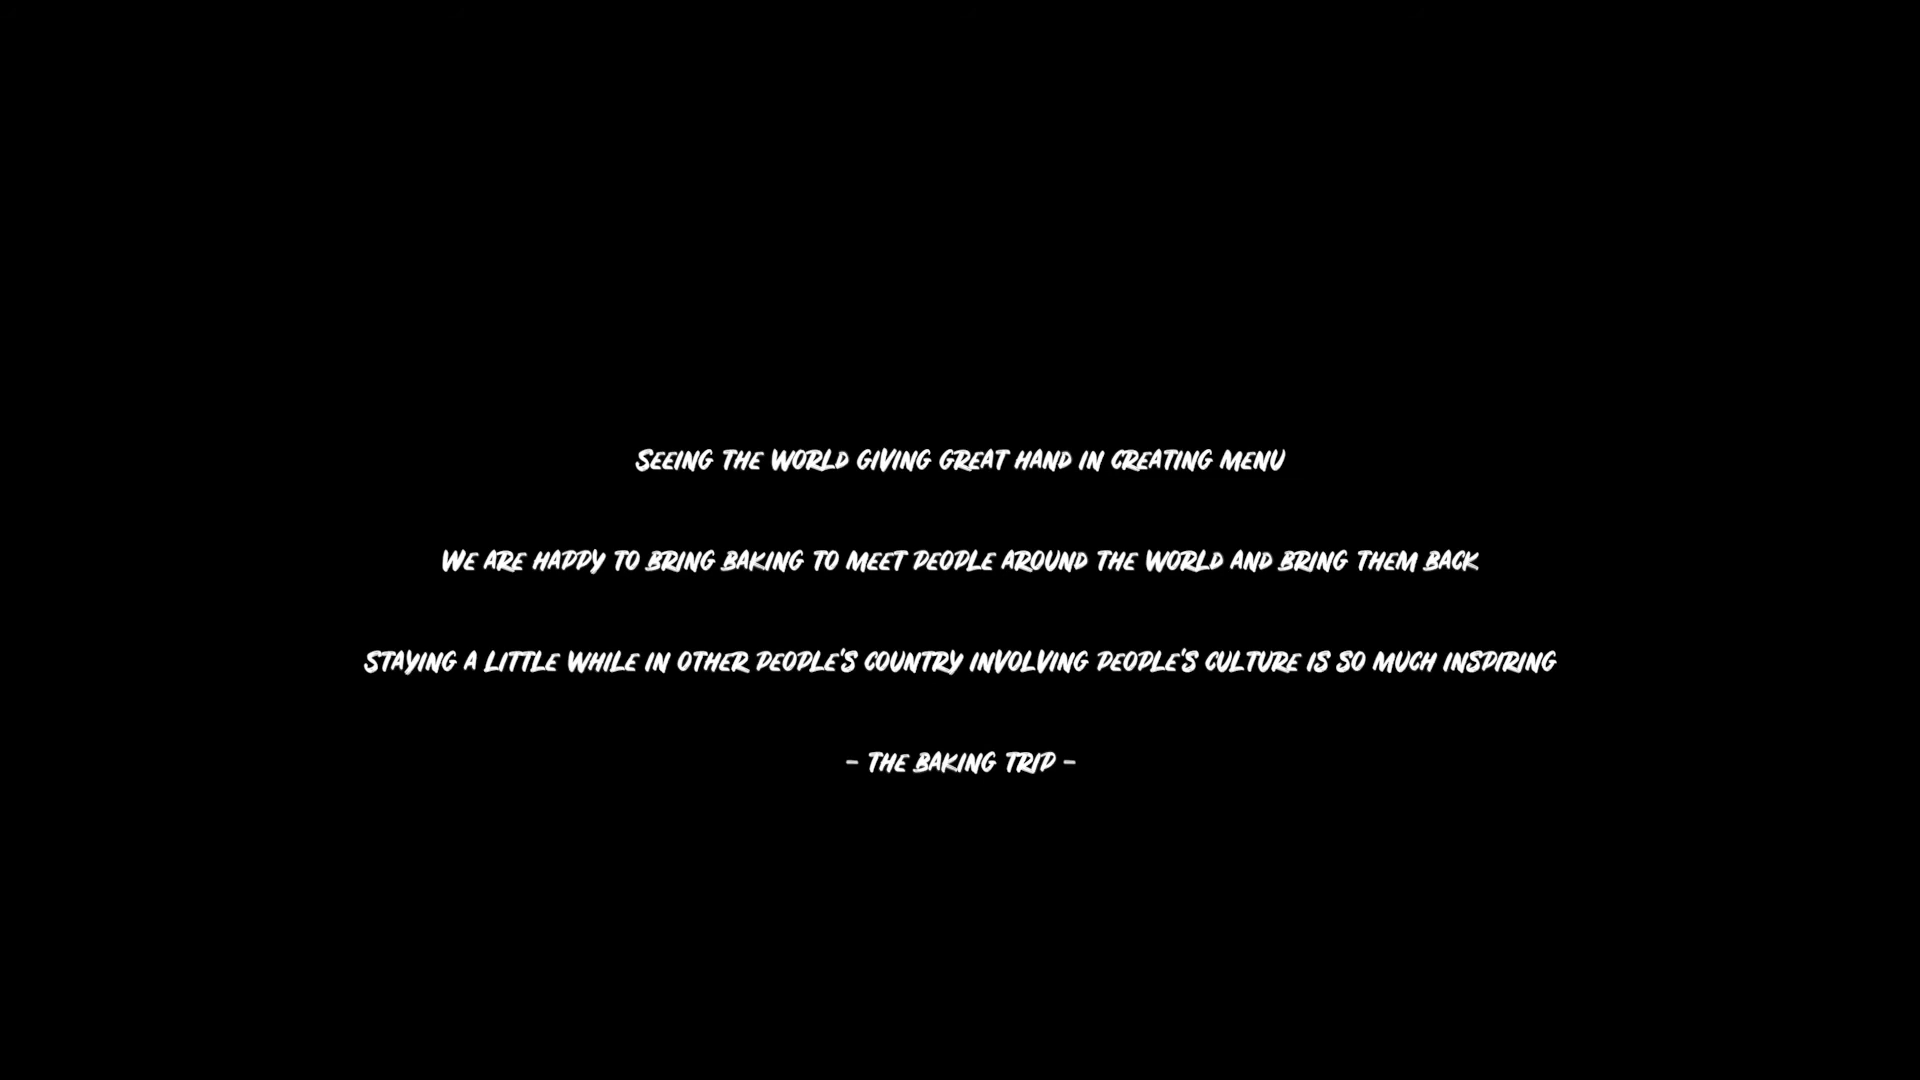 Seeing the world giving great hand in creating menu
We are happy to bring baking to meet people around the world and bring them back
Staying a little while in other people's country involving people's culture is so much inspiring
- The Baking Trip -